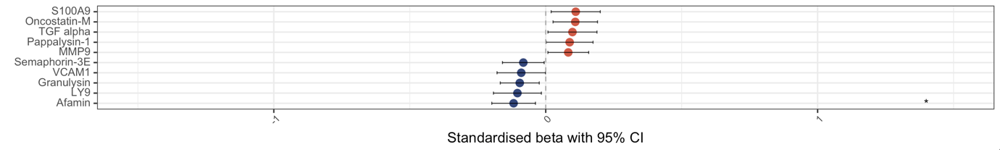 S100A9
Oncostatin-M
TGF alpha
Pappalysin-1
MMP9
Semaphorin-3E
VCAM1
Granulysin
LY9
Afamin
*
-1
0
1
Standardised beta with 95% CI